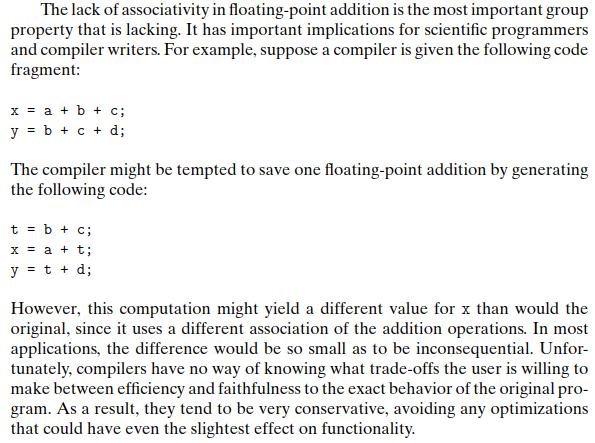 The lack of associativity in floating-point addition is the most important group
property that is lacking. It has important implications for scientific programmers
and compiler writers. For example, suppose a compiler is given the following code
fragment:
x = a + b + c;
y = b + c + d;
The compiler might be tempted to save one floating-point addition by generating
the following code:
t = b + c;
x = a + t;
y = t + d;
However, this computation might yield a different value for x than would the
original, since it uses a different association of the addition operations. In most
applications, the difference would be so small as to be inconsequential. Unfor-
tunately, compilers have no way of knowing what trade-offs the user is willing to
make between efficiency and faithfulness to the exact behavior of the original pro-
gram. As a result, they tend to be very conservative, avoiding any optimizations
that could have even the slightest effect on functionality.